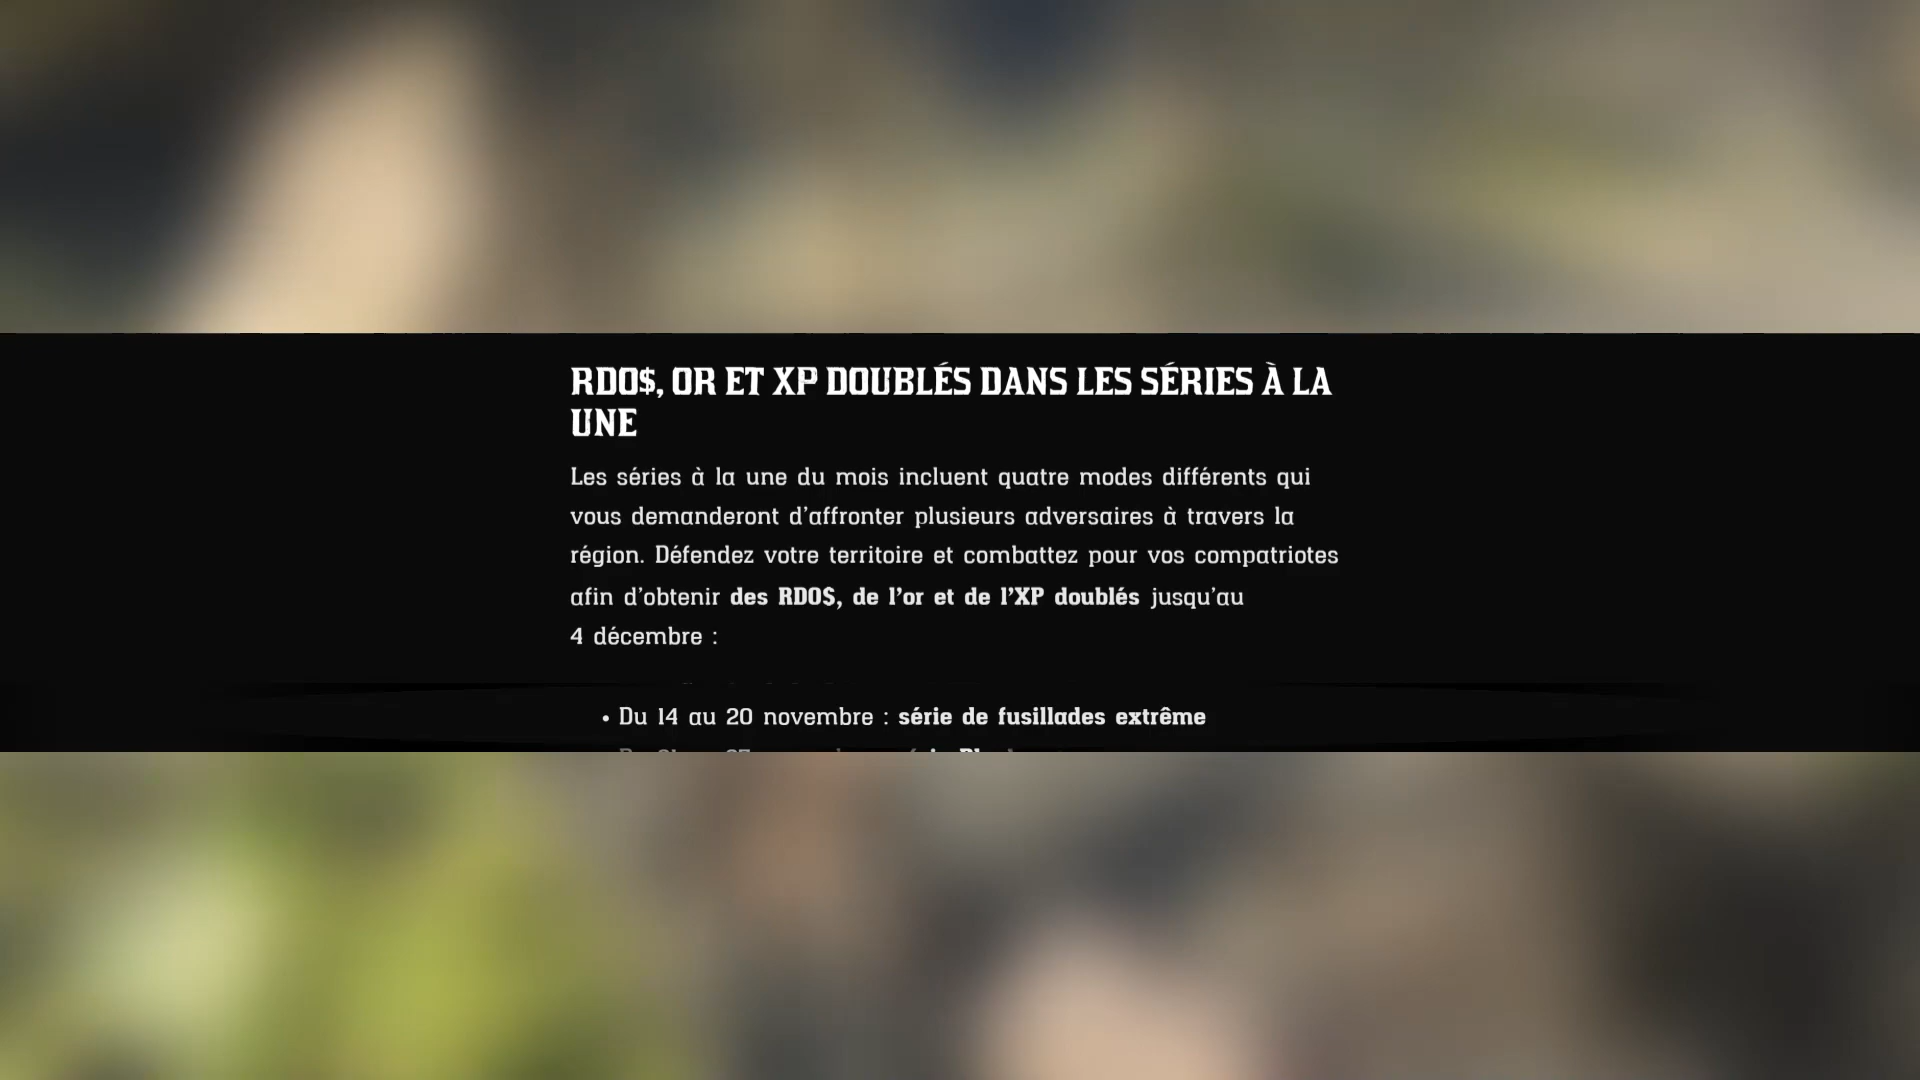 RDO$, OR ET XP DOUBLÉS DANS LES SÉRIES À LA
UNE
Les séries à la une du mois incluent quatre modes différents qui
vous demanderont d'affronter plusieurs adversaires à travers la
région. Défendez votre territoire et combattez pour vos compatriotes
afin d'obtenir des RDO$, de l'or et de l'XP doublés jusqu'au
4 décembre :
• Du 14 au 20 novembre : série de fusillades extrême